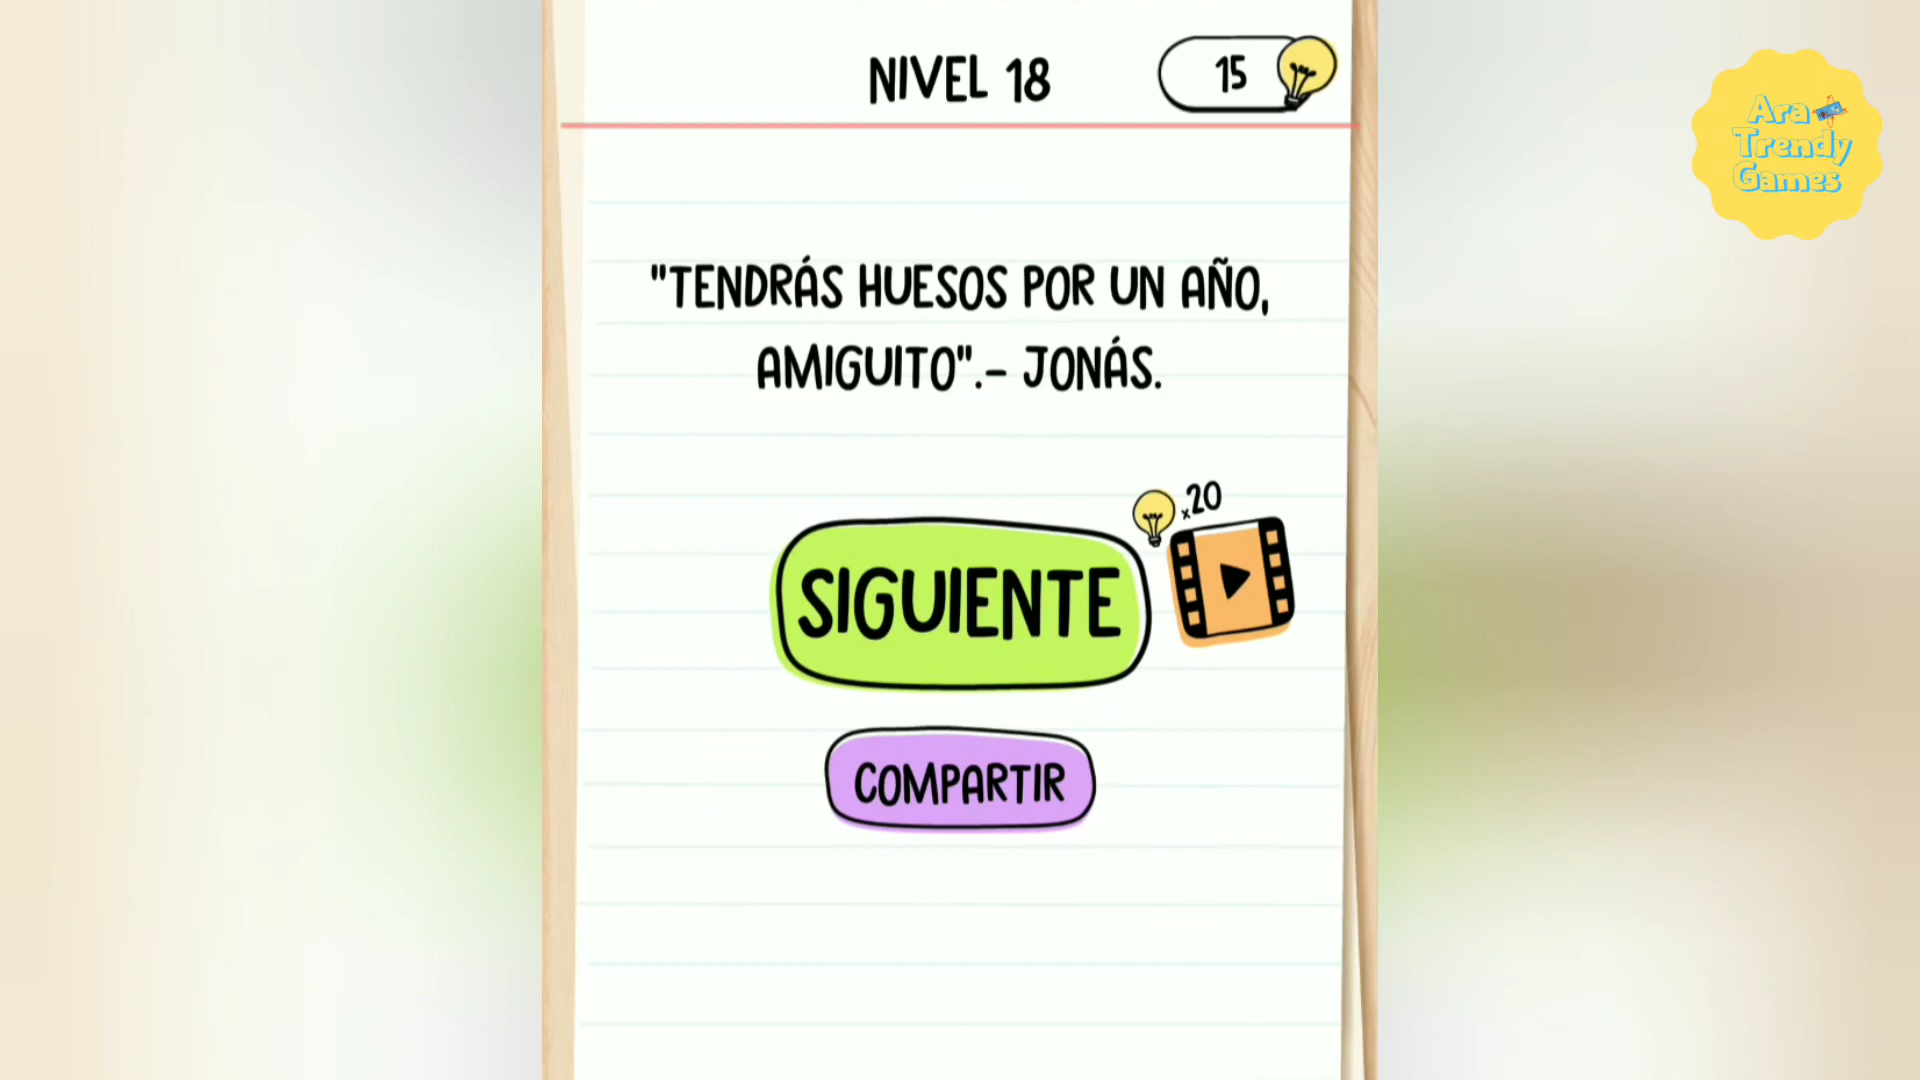 NIVEL 18
15
Ara
Trendy
Games
"TENDRÁS HUESOS POR UN AÑO,
AMIGUITO".- JONÁS.
x20
SIGUIENTE
COMPARTIR